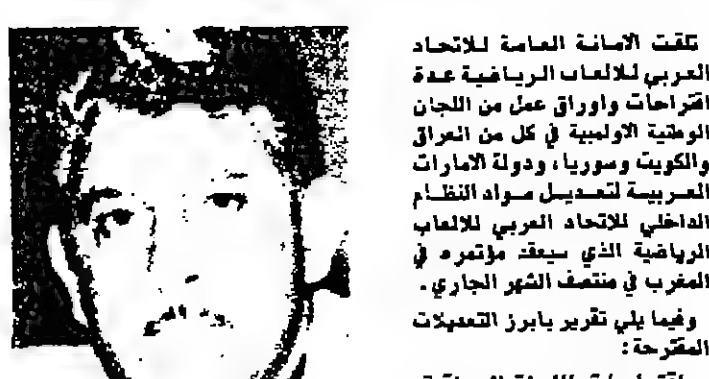 تلقت الامانة العامة للاتحاد
العربي للالعاب الرياضية عدة
اقتراحات واوراق عمل من اللجان
الوطنية الاولمبية في كل من العراق
والكويت وسوريا، ودولة الامارات
العربية لتعديل مواد النظام
الداخلي للاتحاد العربي للالعاب
الرياضية الذي سيعقد مؤتمره في
المغرب في منتصف الشهر الجاري.
وفيما يلي تقرير بابرز التعديلات
المقترحة: